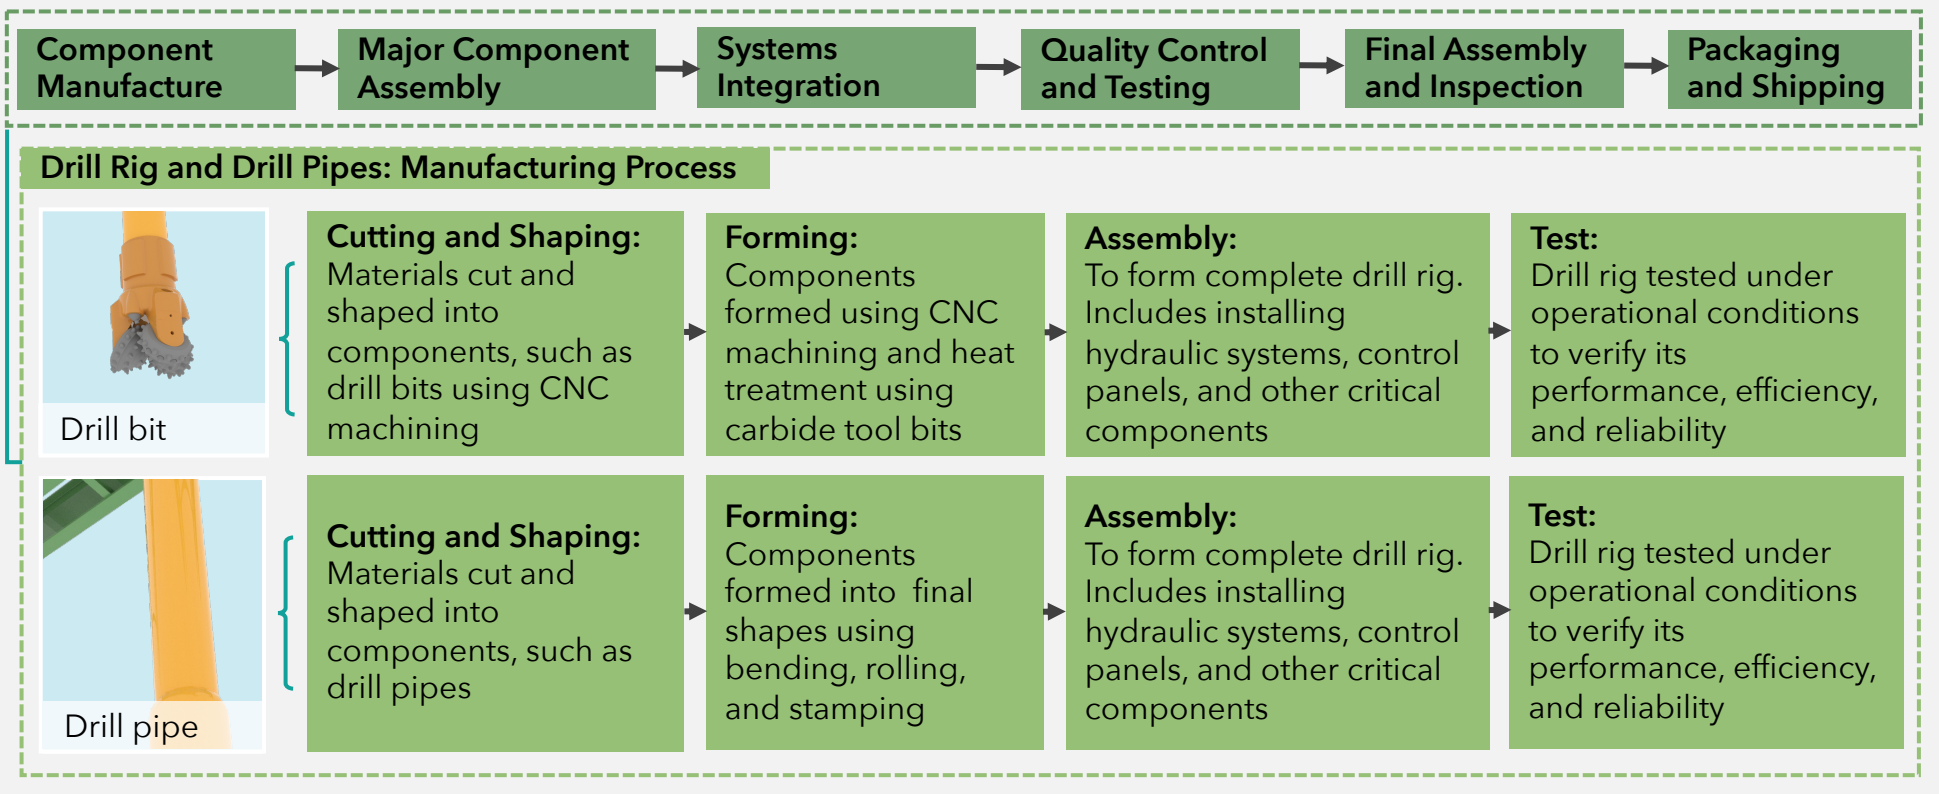 Component
Manufacture
Major Component
Assembly
Systems
Integration
Quality Control
and Testing
Final Assembly
and Inspection
Packaging
and Shipping
Drill Rig and Drill Pipes: Manufacturing Process
Drill bit
Cutting and Shaping:
Materials cut and
shaped into
components, such as
drill bits using CNC
machining
Forming:
Components
formed using CNC
machining and heat
treatment using
carbide tool bits
Assembly:
To form complete drill rig.
Includes installing
hydraulic systems, control
panels, and other critical
components
Test:
Drill rig tested under
operational conditions
to verify its
performance, efficiency,
and reliability
Drill pipe
Cutting and Shaping:
Materials cut and
shaped into
components, such as
drill pipes
Forming:
Components
formed into  final
shapes using
bending, rolling,
and stamping
Assembly:
To form complete drill rig.
Includes installing
hydraulic systems, control
panels, and other critical
components
Test:
Drill rig tested under
operational conditions
to verify its
performance, efficiency,
and reliability